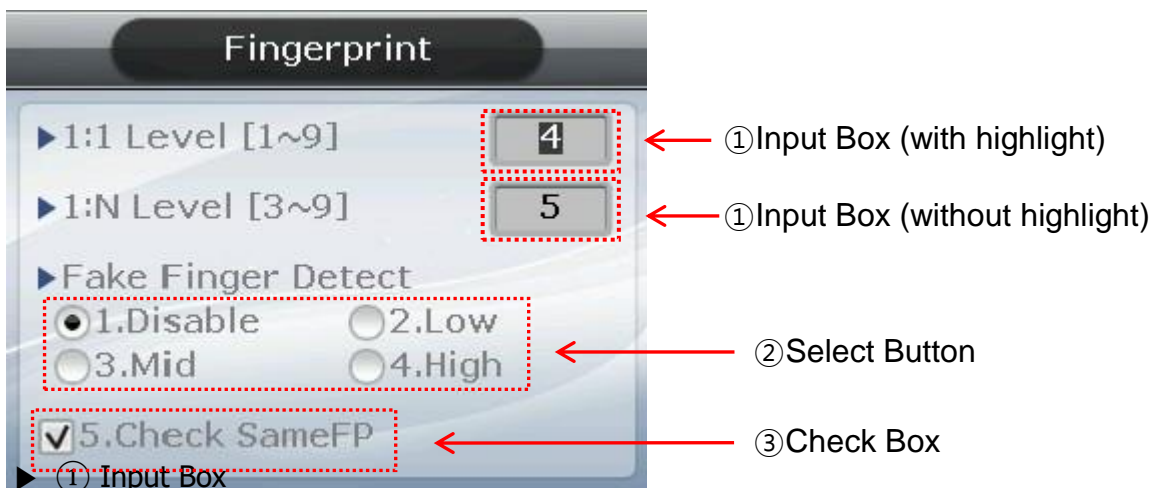 Fingerprint
▶1:1 Level [1~9] 4
①Input Box (with highlight)
▶1:N Level [3~9] 5
①Input Box (without highlight)
▶Fake Finger Detect
1.Disable 2.Low
3.Mid 4.High
②Select Button
5.Check SameFP
③Check Box
▶ ① Input Box